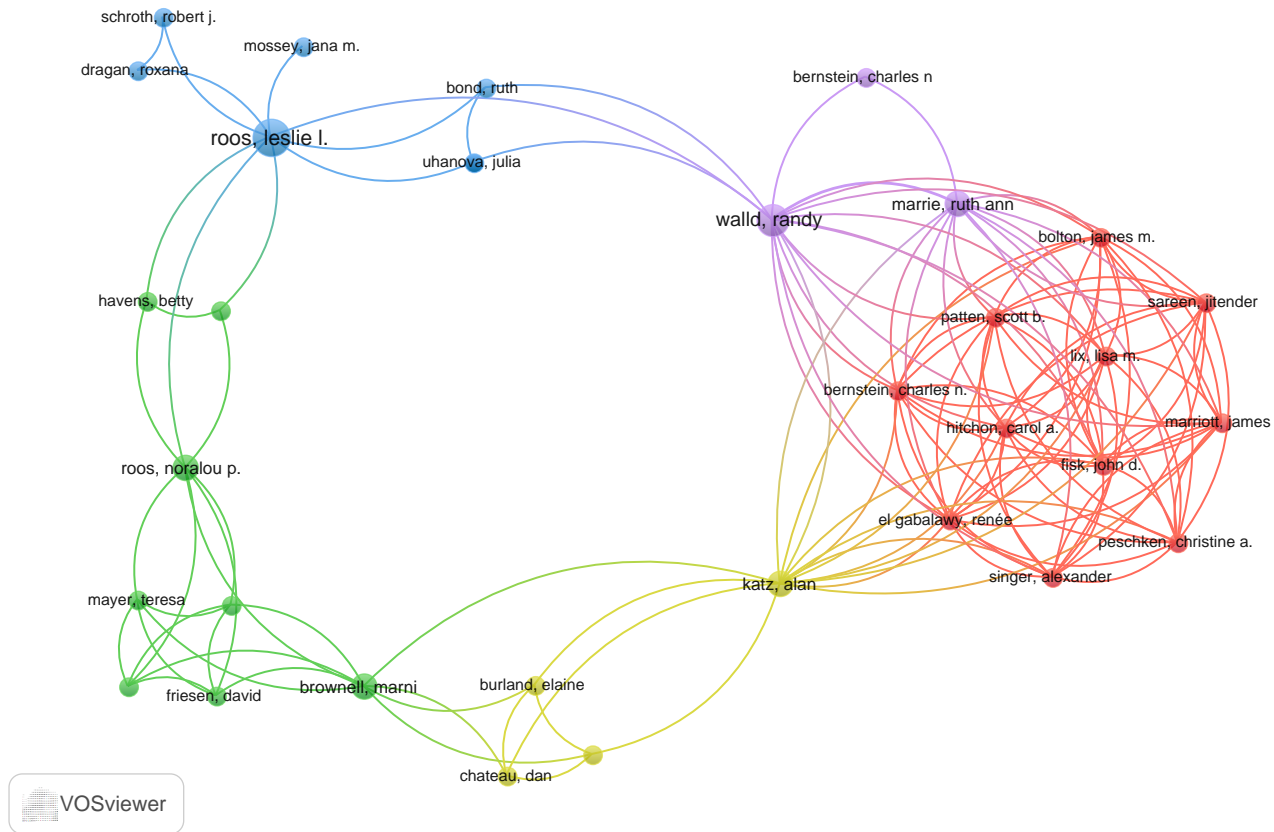 schroth, robert j.
mossey, jana m.
dragan, roxana
bond, ruth
bernstein, charles n
roos, leslie l.
uhanova, julia
walld, randy
marrie, ruth ann
bolton, james m.
havens, betty
sareen, jitender
patten, scott b.
lix, lisa m.
bernstein, charles n.
hitchon, carol a.
marriott, james
roos, noralou p.
fisk, john d.
el gabalawy, renée
peschken, christine a.
singer, alexander
katz, alan
mayer, teresa
friesen, david
brownell, marni
burland, elaine
chateau, dan
VOSviewer